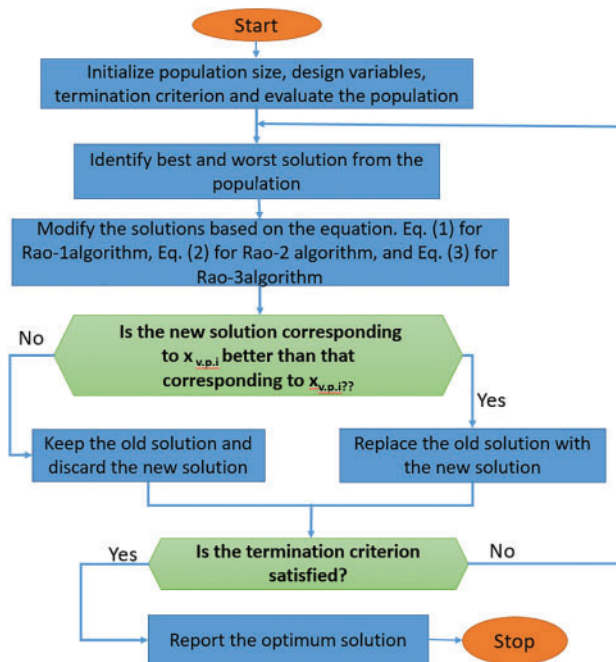 Start
Initialize population size, design variables,
termination criterion and evaluate the population
Identify best and worst solution from the
population
Modify the solutions based on the equation. Eq. (1) for
Rao-1algorithm, Eq. (2) for Rao-2 algorithm, and Eq. (3) for
Rao-3algorithm
No
Is the new solution corresponding
to x v.p.i better than that
corresponding to xv.p.i??
Yes
Keep the old solution and
discard the new solution
Replace the old solution with
the new solution
Yes
Is the termination criterion
satisfied?
No
Report the optimum solution
Stop